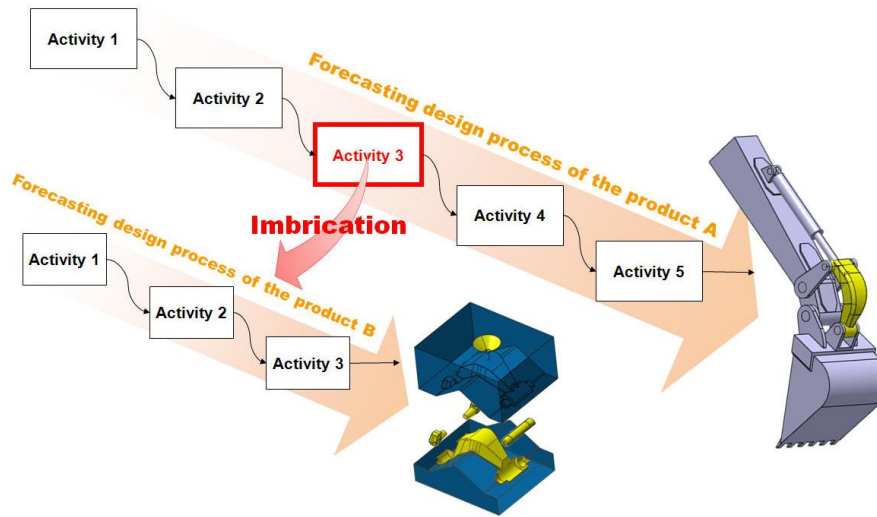 Activity 1
Activity 2
Activity 3
Activity 4
Activity 5
Forecasting design process of the product A
Imbrication
Forecasting design process of the product B
Activity 1
Activity 2
Activity 3